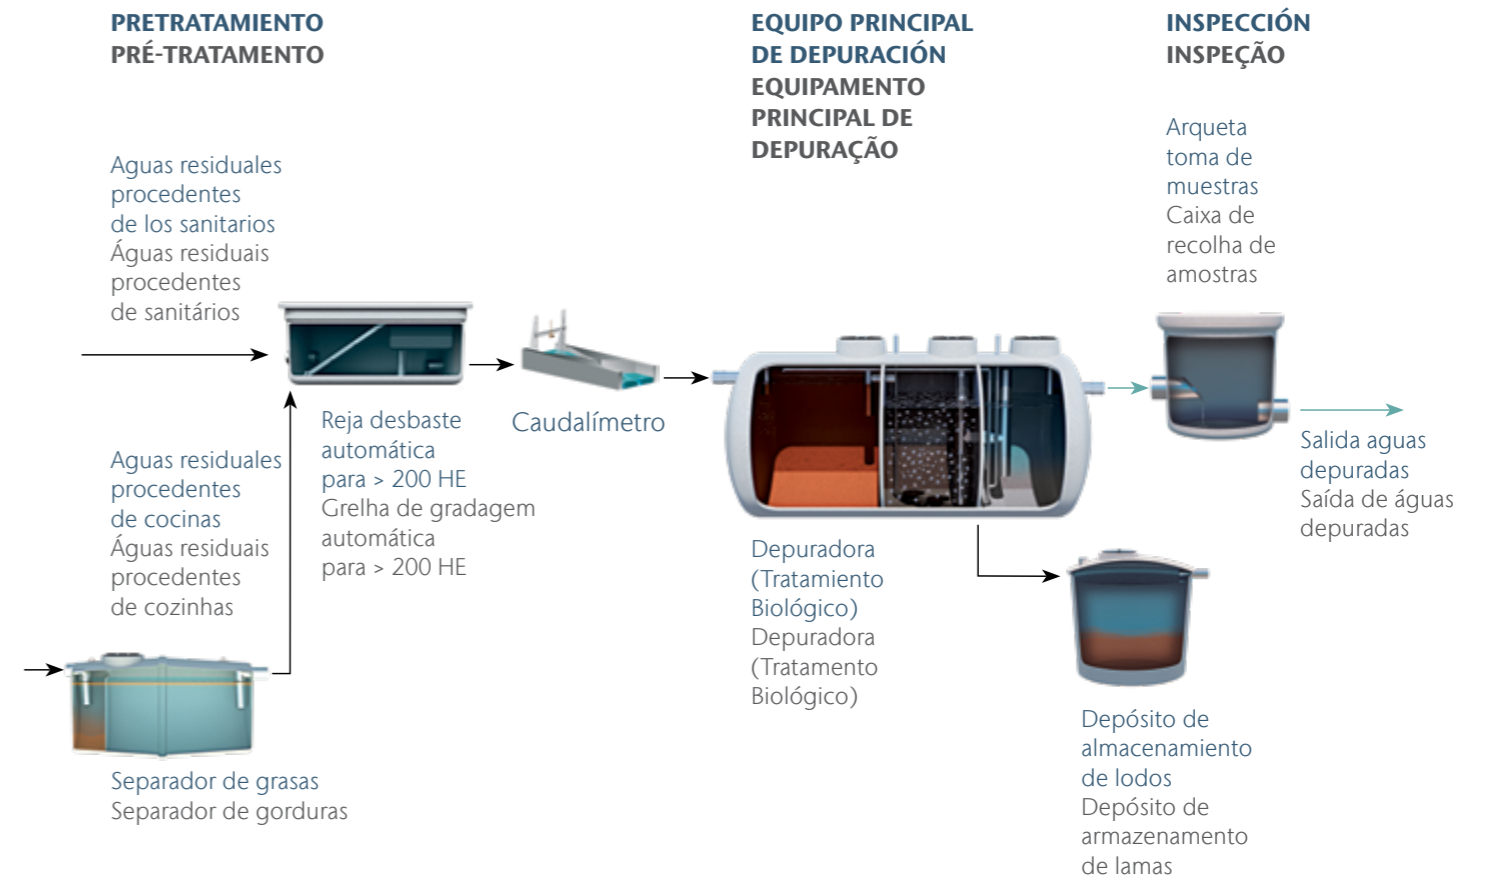 PRETRATAMIENTO
PRÉ-TRATAMENTO
EQUIPO PRINCIPAL
DE DEPURACIÓN
EQUIPAMENTO
PRINCIPAL DE
DEPURAÇÃO
INSPECCIÓN
INSPEÇÃO
Aguas residuales
procedentes
de los sanitarios
Águas residuais
procedentes
de sanitários
Arqueta
toma de
muestras
Caixa de
recolha de
amostras
Reja desbaste
automática
para > 200 HE
Grelha de gradagem
automática
para > 200 HE
Caudalímetro
Salida aguas
depuradas
Saída de águas
depuradas
Aguas residuales
procedentes
de cocinas
Águas residuais
procedentes
de cozinhas
Depuradora
(Tratamiento
Biológico)
Depuradora
(Tratamento
Biológico)
Separador de grasas
Separador de gorduras
Depósito de
almacenamiento
de lodos
Depósito de
armazenamento
de lamas